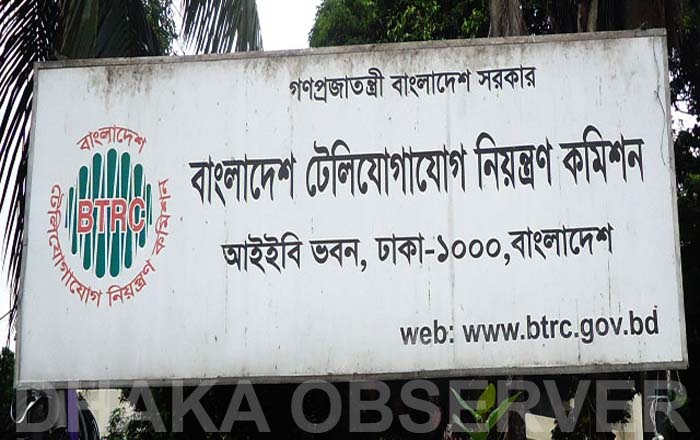 গণপ্রজাতন্ত্রী বাংলাদেশ সরকার
বাংলাদেশ টেলিযোগাযোগ নিয়ন্ত্রণ কমিশন
আইইবি ভবন, ঢাকা-১০০০,বাংলাদেশ
web: www.btrc.gov.bd
বাংলাদেশ
BTRC
টেলিযোগাযোগ নিয়ন্ত্রণ কমিশন
DHAKA OBSERVER